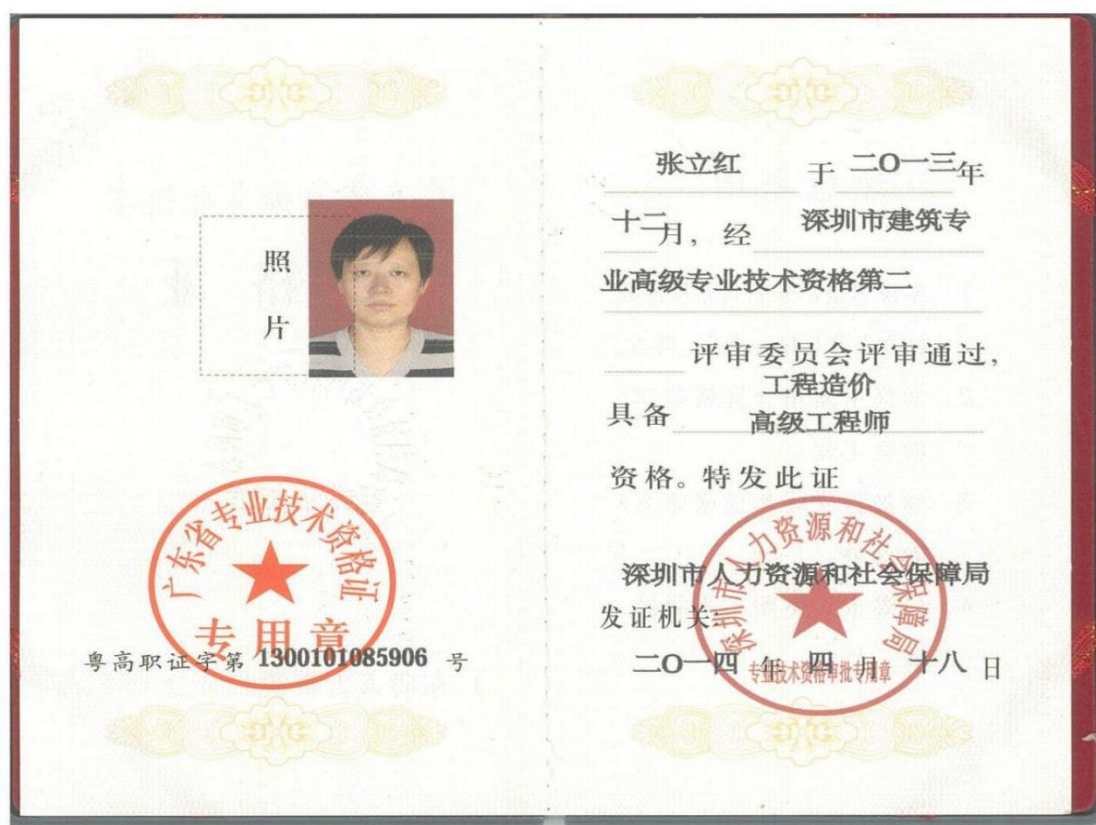 照
片
广东省专业技术资格证
专用章
粤高职证字第 1300101085906 号
张立红 于 二O一三年
十二月，经 深圳市建筑专
业高级专业技术资格第二
评审委员会评审通过，
工程造价
具备 高级工程师
资格。特发此证
深圳市人力资源和社会保障局
深圳市人力资源和社会保障局
发证机关：
二O一四 年 四 月 十八 日
专业技术资格审批专用章